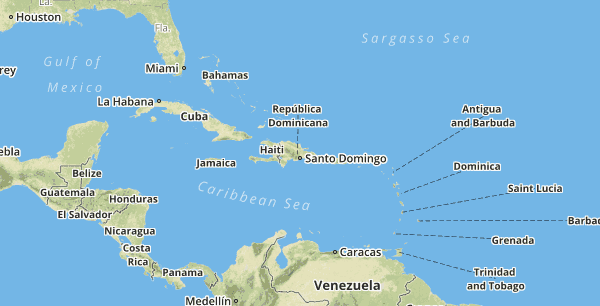 La.
Houston
Fla.
Sargasso Sea
Gulf of
Mexico
rey
Miami
Bahamas
La Habana
República
Dominicana
Antigua
and Barbuda
Cuba
Haiti
Santo Domingo
ebla
Jamaica
Dominica
Belize
Guatemala
Honduras
Caribbean Sea
Saint Lucia
El Salvador
Barbad
Nicaragua
Grenada
Costa
Rica
Caracas
Panama
Trinidad
and Tobago
Venezuela
Medellín